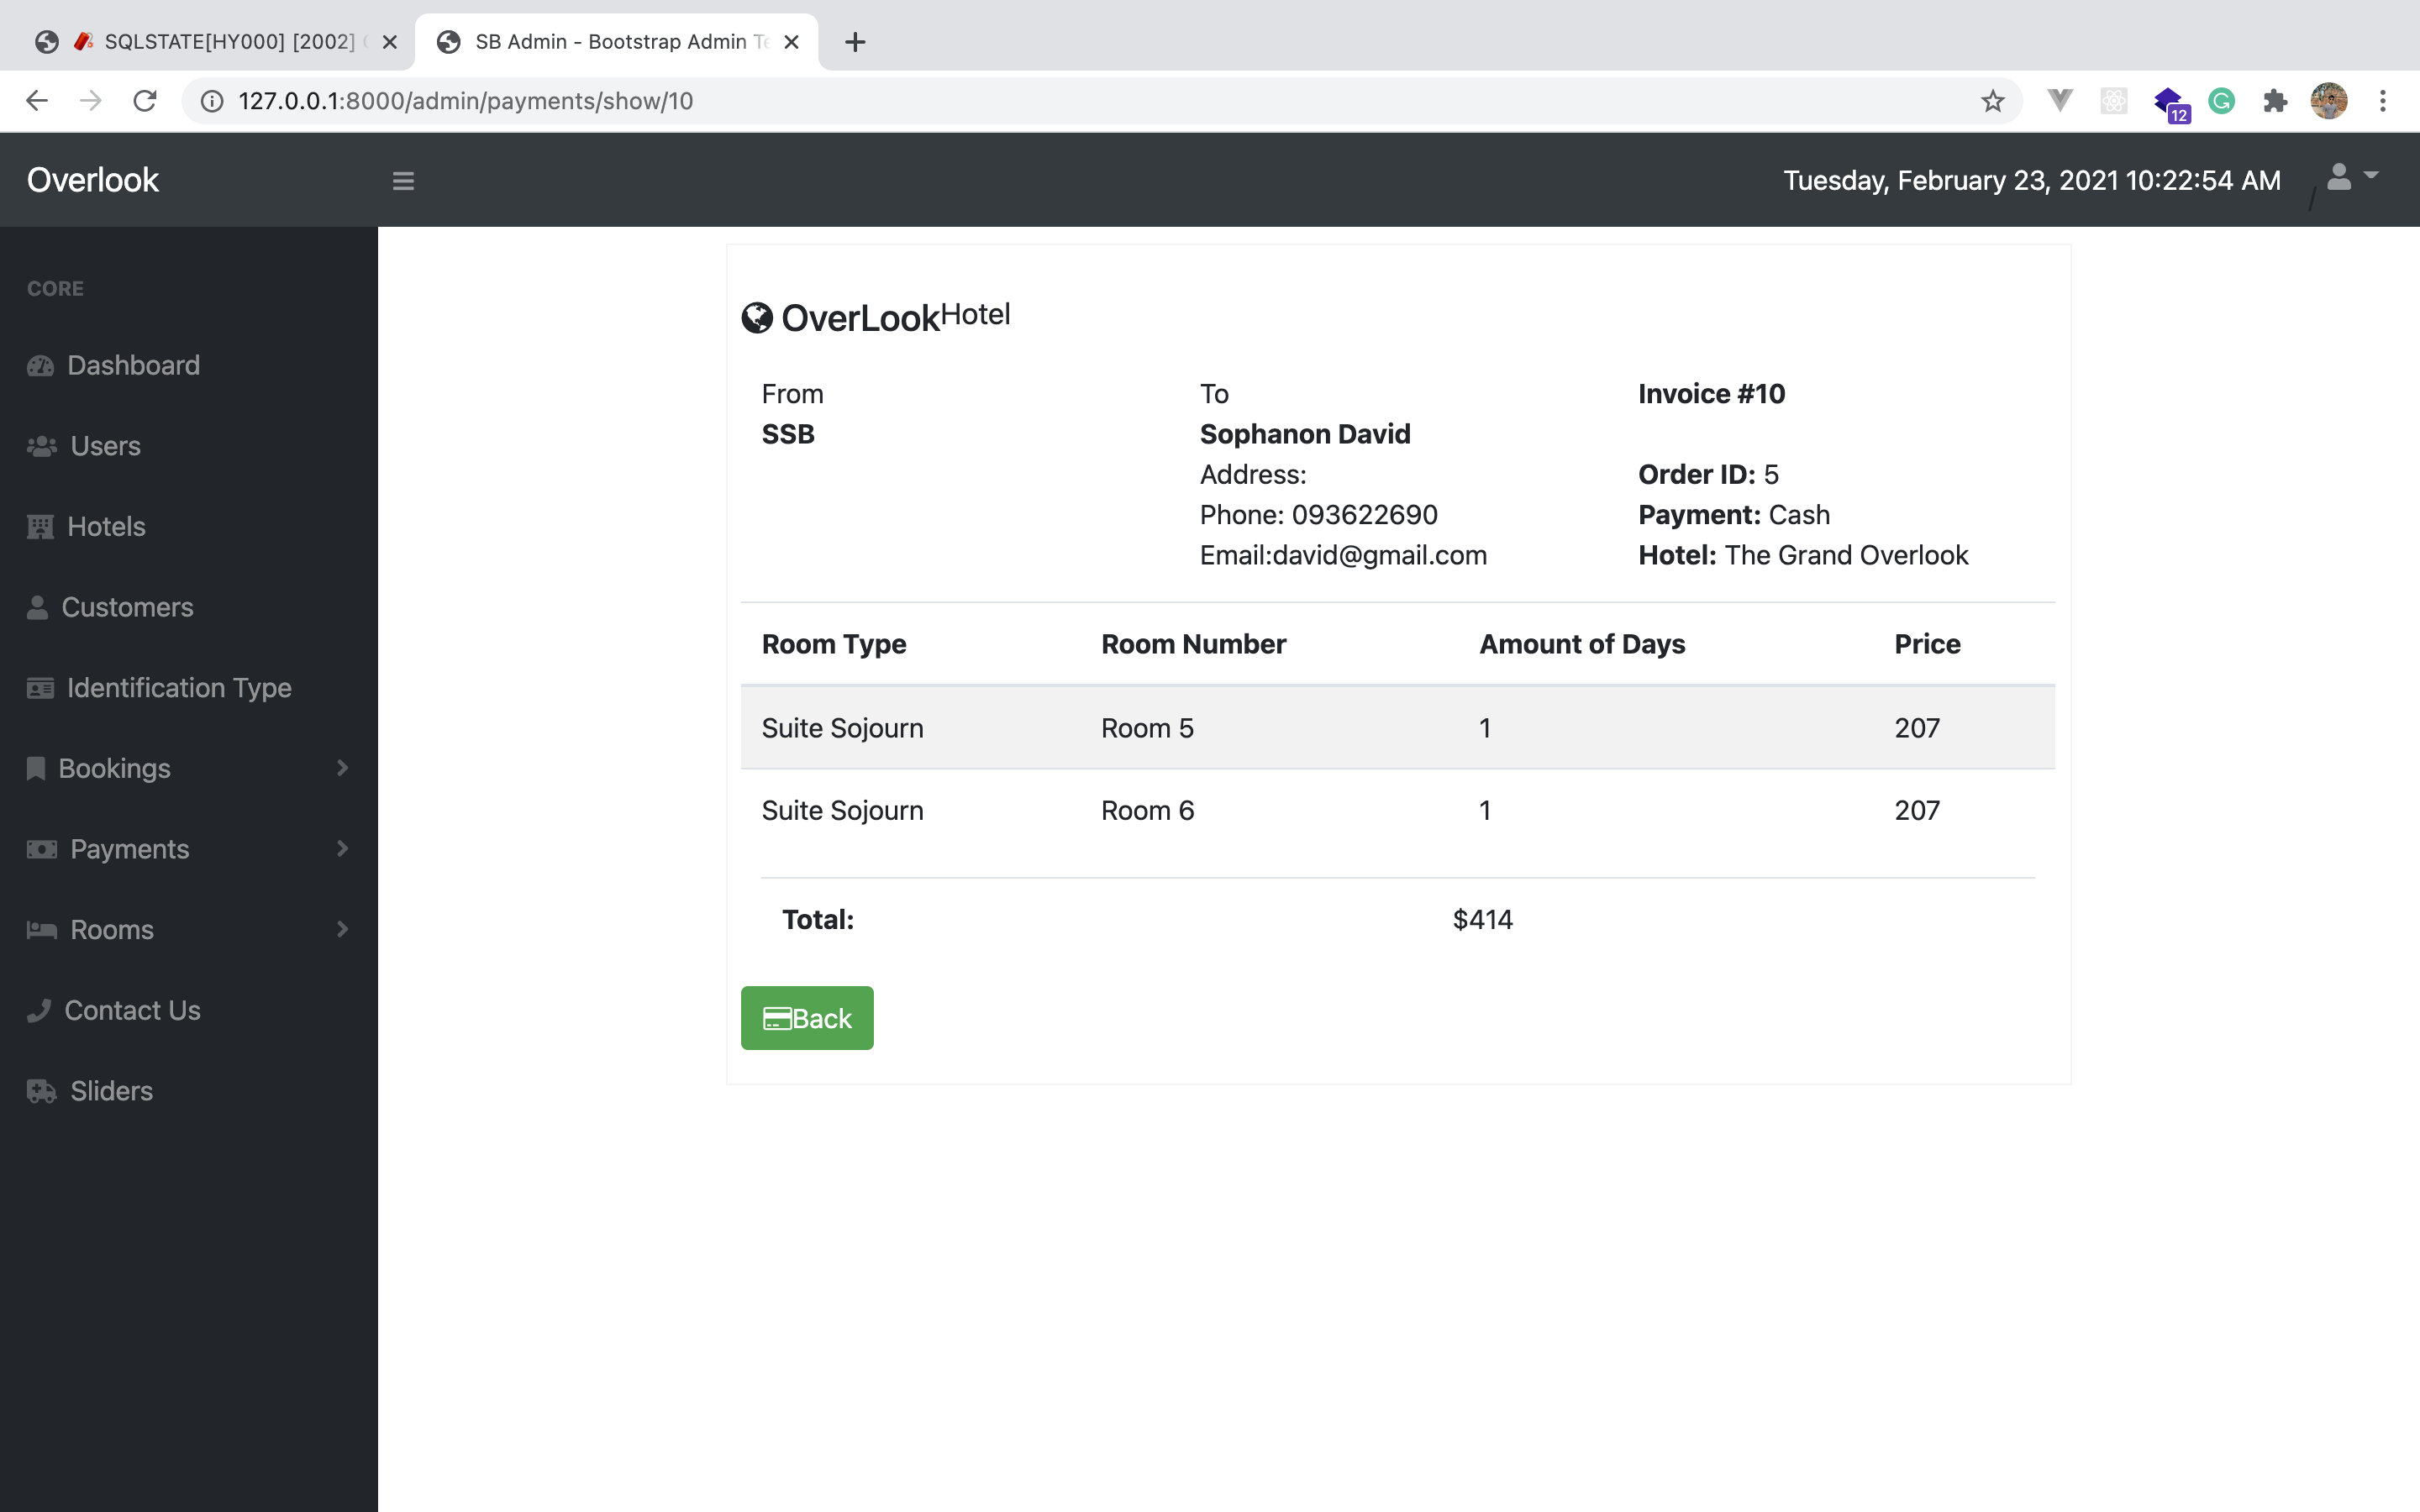 SQLSTATE[HY000] [2002]
SB Admin - Bootstrap Admin Te
127.0.0.1:8000/admin/payments/show/10
12
Overlook
Tuesday, February 23, 2021 10:22:54 AM
/
CORE
Dashboard
Users
Hotels
Customers
Identification Type
Bookings
Payments
Rooms
Contact Us
Sliders
OverLook Hotel
From
SSB
To
Sophanon David
Address:
Phone: 093622690
Email:david@gmail.com
Invoice #10
Order ID: 5
Payment: Cash
Hotel: The Grand Overlook
Room Type Room Number Amount of Days Price
Suite Sojourn Room 5 1 207
Suite Sojourn Room 6 1 207
Total: $414
Back